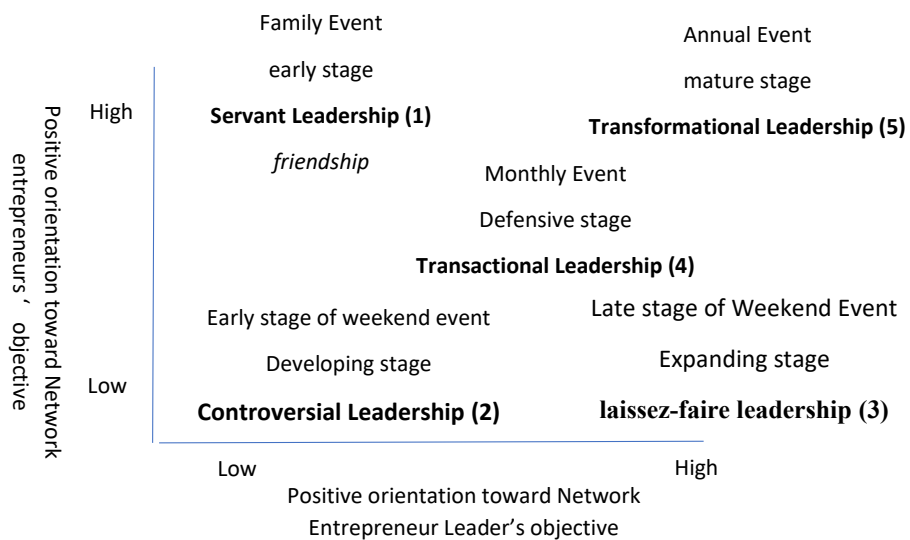 Family Event
early stage
Servant Leadership (1)
friendship
Annual Event
mature stage
Transformational Leadership (5)
Monthly Event
Defensive stage
Transactional Leadership (4)
Early stage of weekend event
Developing stage
Controversial Leadership (2)
Late stage of Weekend Event
Expanding stage
laissez-faire leadership (3)
High
Low
Positive orientation toward Network
entrepreneurs ‘ objective
Low
High
Positive orientation toward Network
Entrepreneur Leader’s objective